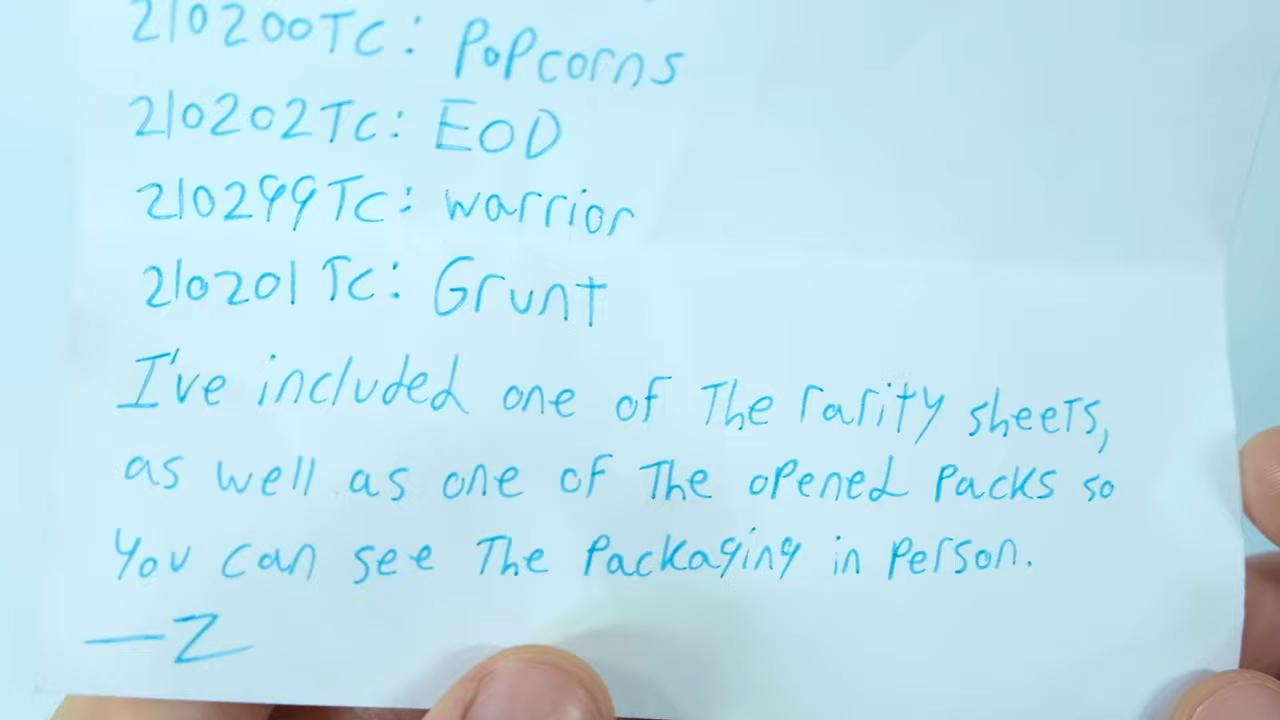 210200TC: Popcorns
210202TC: EOD
210299TC: warrior
210201TC: Grunt
I've included one of The rarity sheets,
as well as one of The opened packs so
You can see The Packaging in Person.
—Z